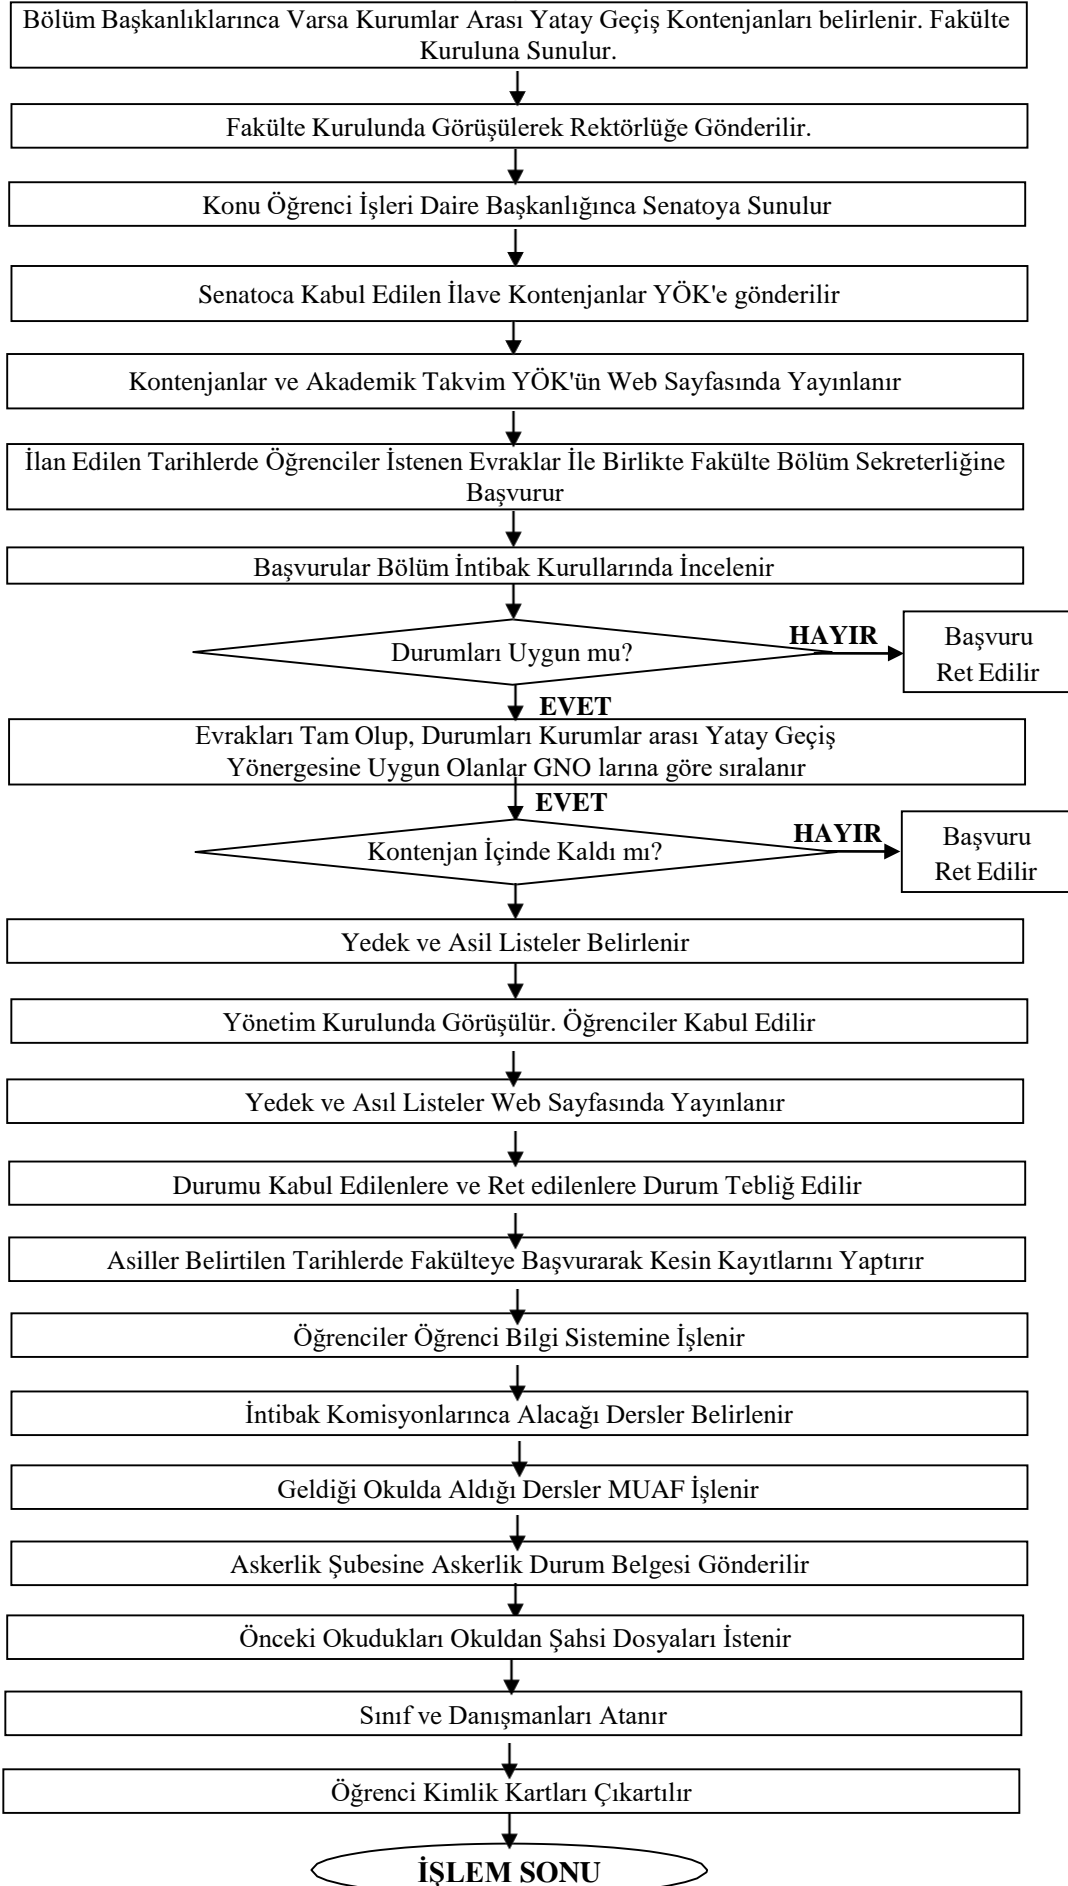 Bölüm Başkanlıklarınca Varsa Kurumlar Arası Yatay Geçiş Kontenjanları belirlenir. Fakülte
Kuruluna Sunulur.
Fakülte Kurulunda Görüşülerek Rektörlüğe Gönderilir.
Konu Öğrenci İşleri Daire Başkanlığınca Senatoya Sunulur
Senatoca Kabul Edilen İlave Kontenjanlar YÖK'e gönderilir
Kontenjanlar ve Akademik Takvim YÖK'ün Web Sayfasında Yayınlanır
İlan Edilen Tarihlerde Öğrenciler İstenen Evraklar İle Birlikte Fakülte Bölüm Sekreterliğine
Başvurur
Başvurular Bölüm İntibak Kurullarında İncelenir
Durumları Uygun mu?
HAYIR
Başvuru
Ret Edilir
EVET
Evrakları Tam Olup, Durumları Kurumlar arası Yatay Geçiş
Yönergesine Uygun Olanlar GNO larına göre sıralanır
EVET
Kontenjan İçinde Kaldı mı?
HAYIR
Başvuru
Ret Edilir
Yedek ve Asil Listeler Belirlenir
Yönetim Kurulunda Görüşülür. Öğrenciler Kabul Edilir
Yedek ve Asıl Listeler Web Sayfasında Yayınlanır
Durumu Kabul Edilenlere ve Ret edilenlere Durum Tebliğ Edilir
Asiller Belirtilen Tarihlerde Fakülteye Başvurarak Kesin Kayıtlarını Yaptırır
Öğrenciler Öğrenci Bilgi Sistemine İşlenir
İntibak Komisyonlarınca Alacağı Dersler Belirlenir
Geldiği Okulda Aldığı Dersler MUAF İşlenir
Askerlik Şubesine Askerlik Durum Belgesi Gönderilir
Önceki Okudukları Okuldan Şahsi Dosyaları İstenir
Sınıf ve Danışmanları Atanır
Öğrenci Kimlik Kartları Çıkartılır
İŞLEM SONU